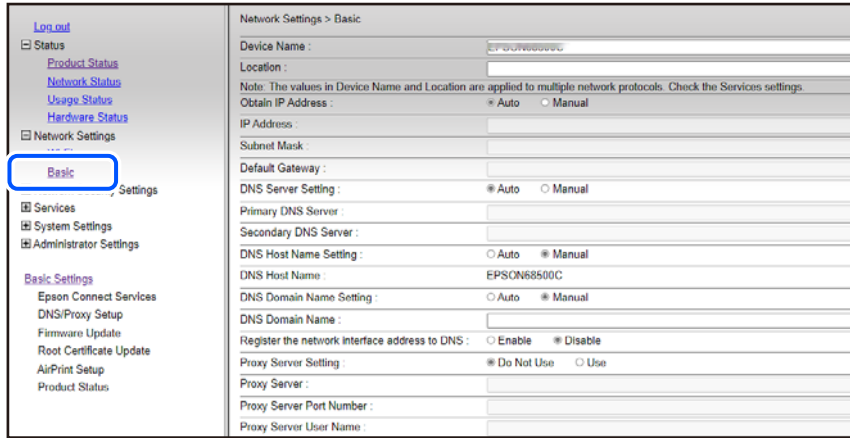 Log out
Status
Product Status
Network Status
Usage Status
Hardware Status
Network Settings
Basic
Settings
Services
System Settings
Administrator Settings
Basic Settings
Epson Connect Services
DNS/Proxy Setup
Firmware Update
Root Certificate Update
AirPrint Setup
Product Status
Network Settings > Basic
Device Name :
Location :
Note: The values in Device Name and Location are applied to multiple network protocols. Check the Services settings.
Obtain IP Address : Auto Manual
IP Address :
Subnet Mask :
Default Gateway :
DNS Server Setting : Auto Manual
Primary DNS Server :
Secondary DNS Server :
DNS Host Name Setting : Auto Manual
DNS Host Name : EPSON68500C
DNS Domain Name Setting : Auto Manual
DNS Domain Name :
Register the network interface address to DNS : Enable Disable
Proxy Server Setting : Do Not Use Use
Proxy Server :
Proxy Server Port Number :
Proxy Server User Name :